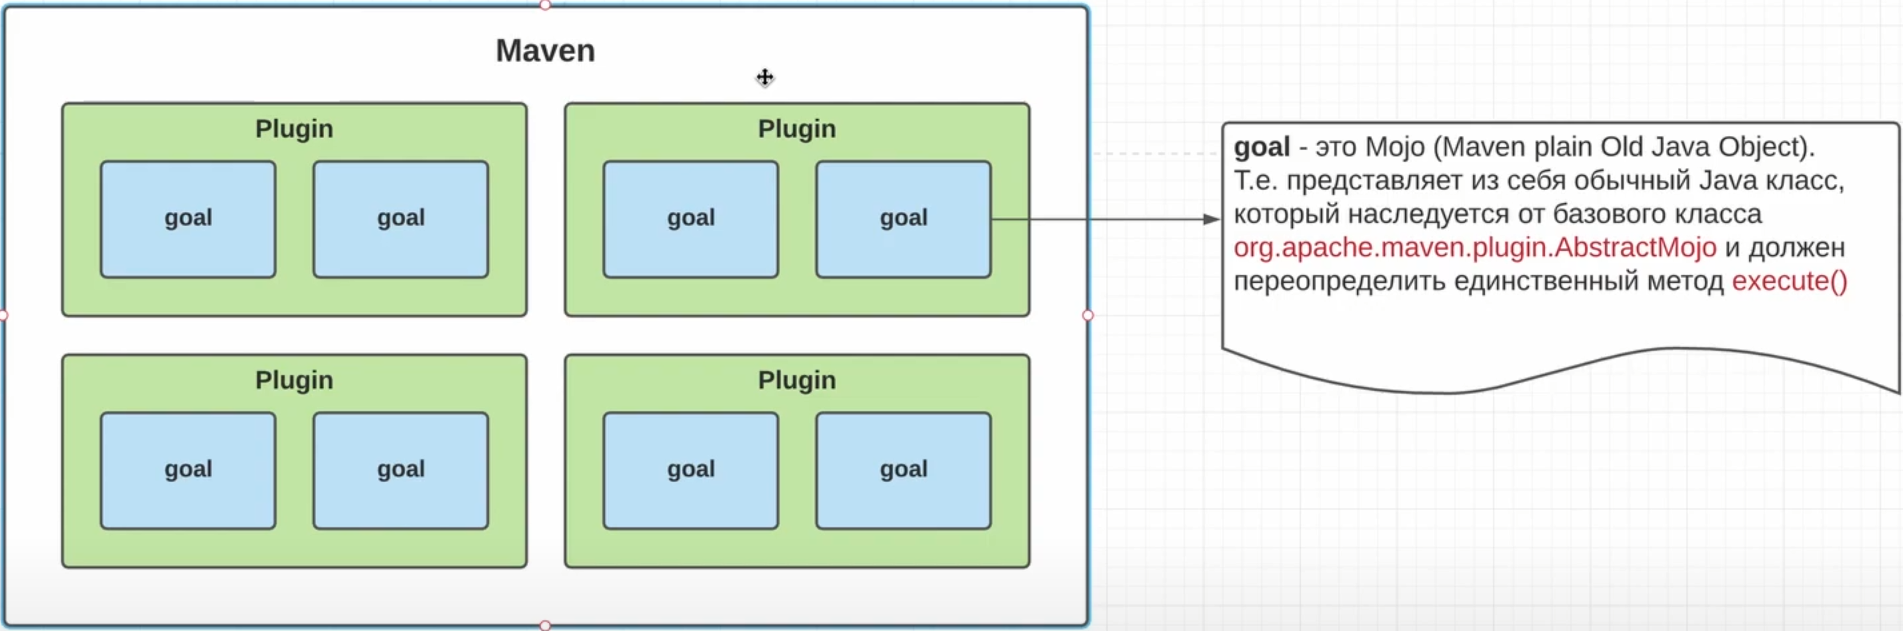 Maven
Plugin
goal
goal
Plugin
goal
goal
goal - это Mojo (Maven plain Old Java Object).
Т.е. представляет из себя обычный Java класс,
который наследуется от базового класса
org.apache.maven.plugin.AbstractMojo и должен
переопределить единственный метод execute()
Plugin
goal
goal
Plugin
goal
goal